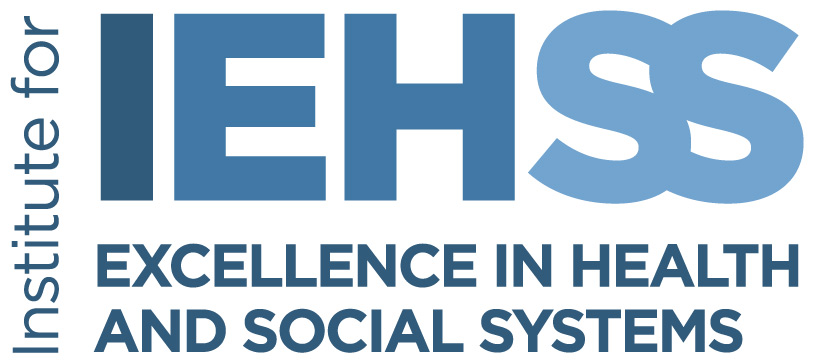 Institute for
IEHSS
EXCELLENCE IN HEALTH
AND SOCIAL SYSTEMS